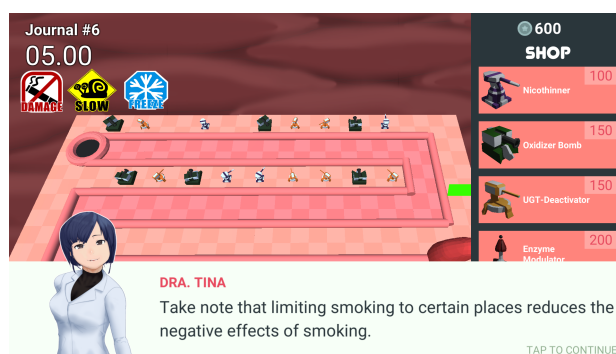 Journal #6
05.00
DAMAGE
SLOW
FREEZE
600
SHOP
100
Nicothinner
150
Oxidizer Bomb
150
UGT-Deactivator
200
Enzyme
Modulator
DRA. TINA
Take note that limiting smoking to certain places reduces the
negative effects of smoking.
TAP TO CONTINUE